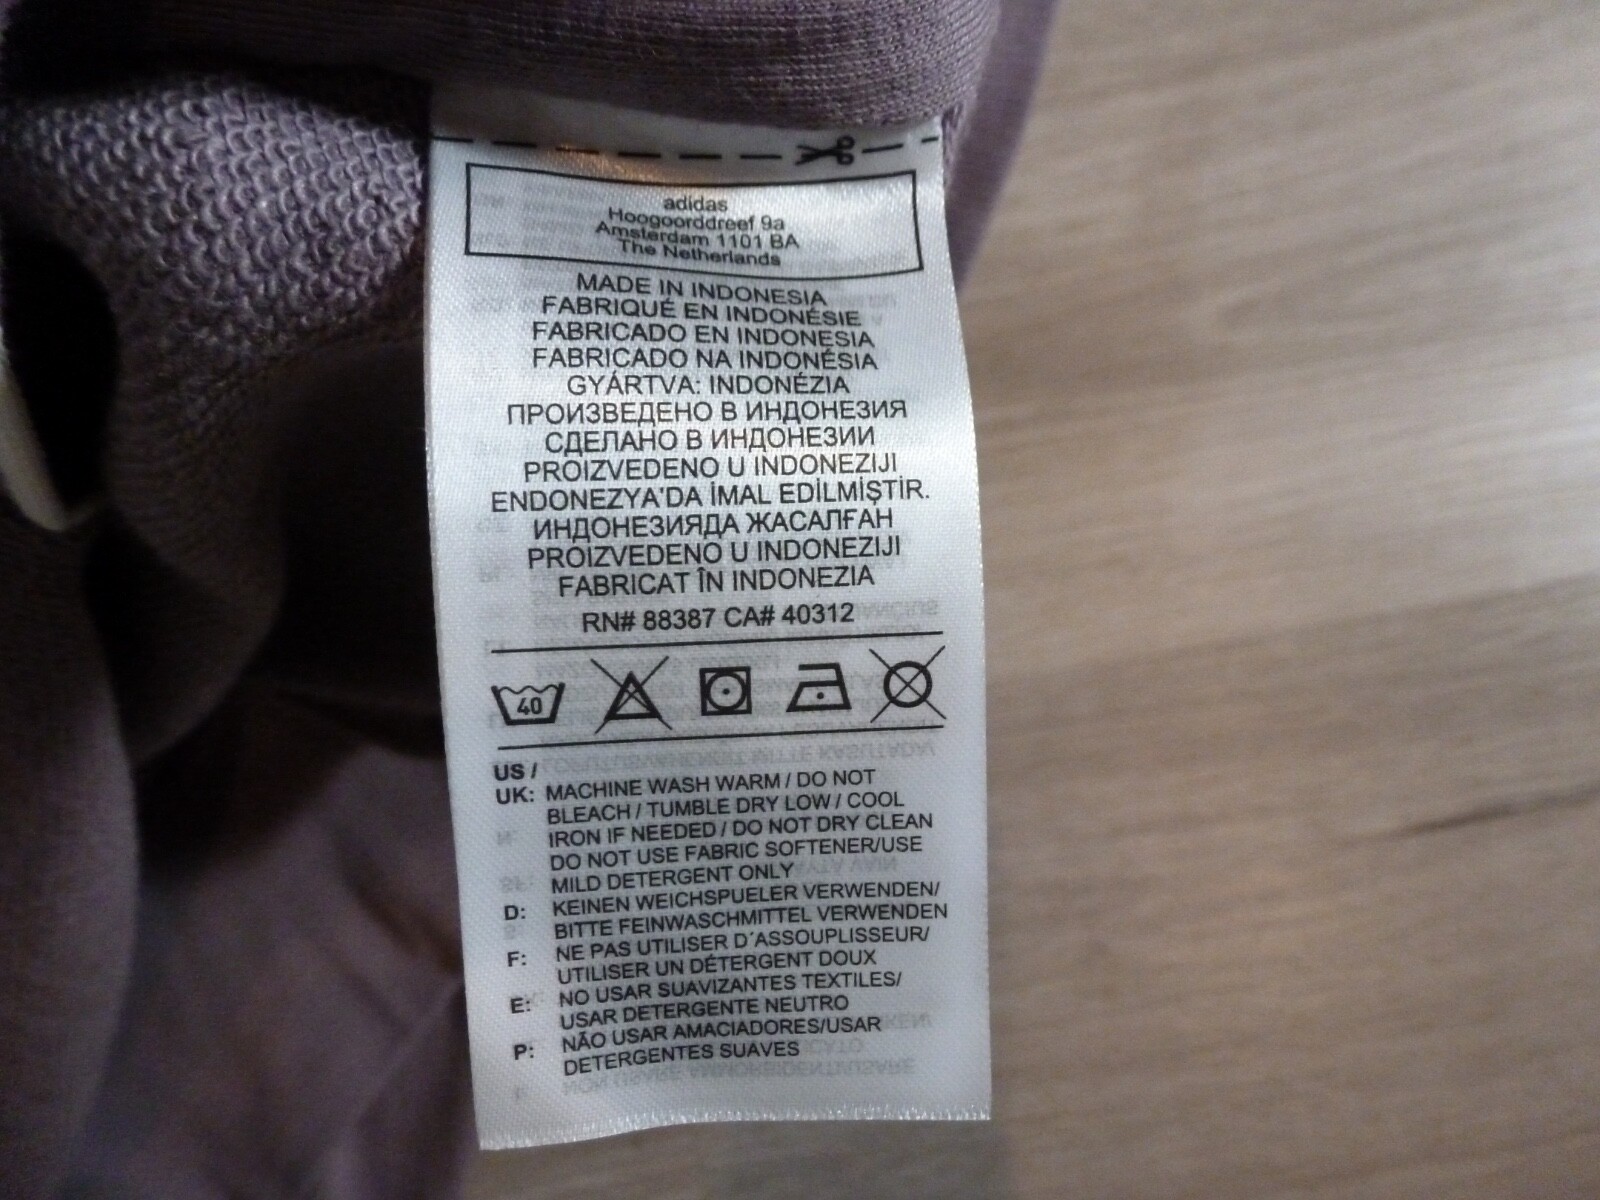 adidas
Hoogoorddreef 9a
Amsterdam 1101 BA
The Netherlands
MADE IN INDONESIA
FABRIQUÉ EN INDONÉSIE
FABRICADO EN INDONESIA
FABRICADO NA INDONÉSIA
GYÁRTVA: INDONÉZIA
ПРОИЗВЕДЕНО В ИНДОНЕЗИЯ
СДЕЛАНО В ИНДОНЕЗИИ
PROIZVEDENO U INDONEZIJI
ENDONEZYA'DA İMAL EDİLMİŞTİR.
ИНДОНЕЗИЯДА ЖАСАЛҒАН
PROIZVEDENO U INDONEZIJI
FABRICAT ÎN INDONEZIA
RN# 88387 CA# 40312
40
US /
UK: MACHINE WASH WARM / DO NOT
BLEACH / TUMBLE DRY LOW / COOL
IRON IF NEEDED / DO NOT DRY CLEAN
DO NOT USE FABRIC SOFTENER/USE
MILD DETERGENT ONLY
D: KEINEN WEICHSPUELER VERWENDEN/
BITTE FEINWASCHMITTEL VERWENDEN
F: NE PAS UTILISER D´ASSOUPLISSEUR/
UTILISER UN DÉTERGENT DOUX
E: NO USAR SUAVIZANTES TEXTILES/
USAR DETERGENTE NEUTRO
P: NÃO USAR AMACIADORES/USAR
DETERGENTES SUAVES